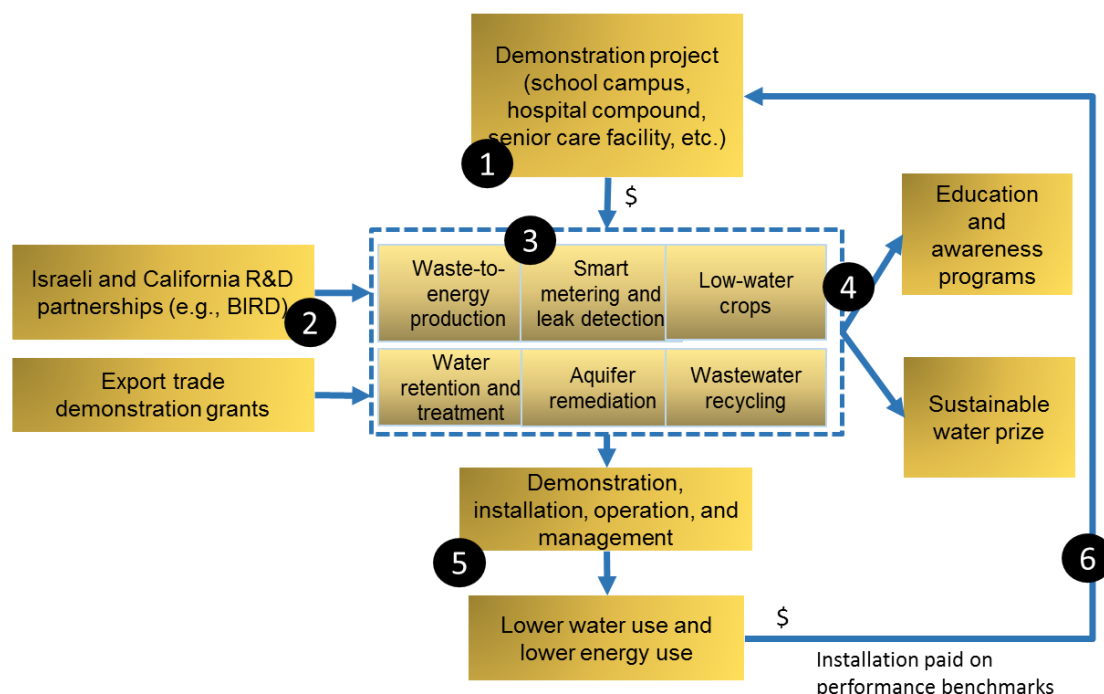 Demonstration project
(school campus,
hospital compound,
senior care facility, etc.)
1
$
3
Education
and
awareness
programs
Israeli and California R&D
partnerships (e.g., BIRD)
2
Waste-to-
energy
production
Smart
metering and
leak detection
Low-water
crops
4
Export trade
demonstration grants
Water
retention and
treatment
Aquifer
remediation
Wastewater
recycling
Sustainable
water prize
Demonstration,
installation, operation, and
management
5
6
Lower water use and
lower energy use
$
Installation paid on
performance benchmarks